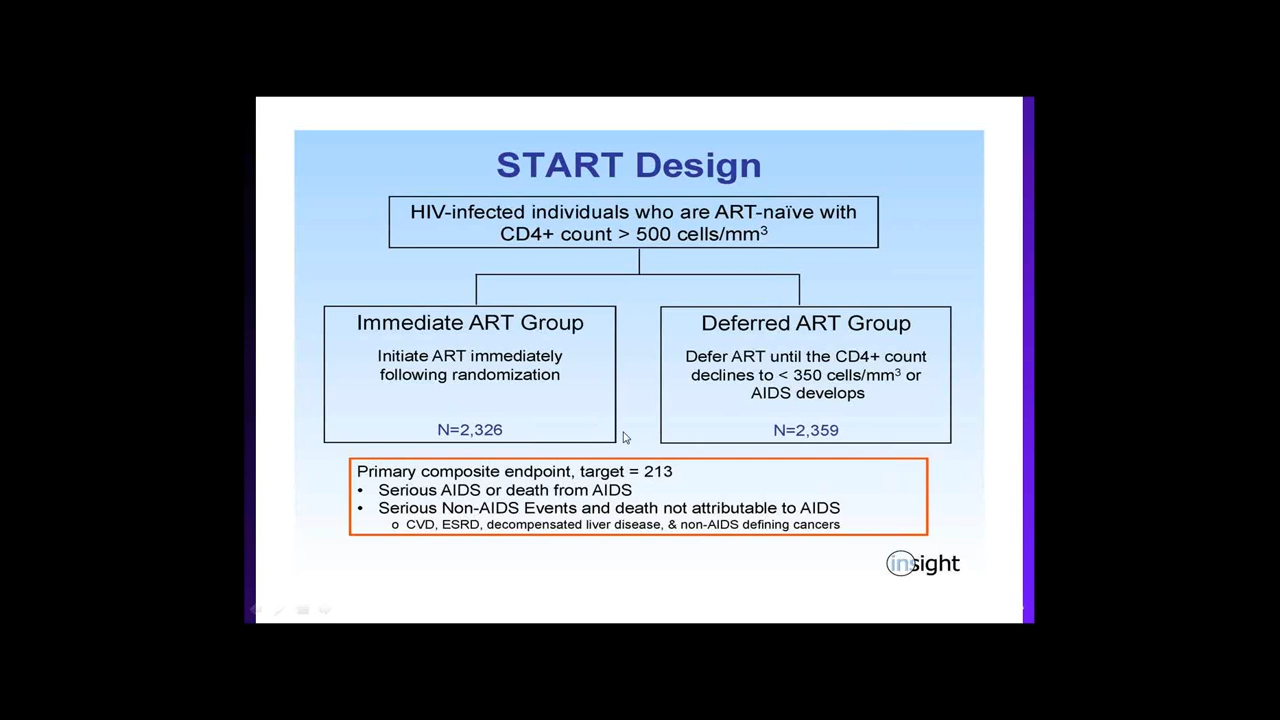 START Design
HIV-infected individuals who are ART-naïve with
CD4+ count > 500 cells/mm³
Immediate ART Group
Initiate ART immediately
following randomization
N=2,326
Deferred ART Group
Defer ART until the CD4+ count
declines to < 350 cells/mm³ or
AIDS develops
N=2,359
Primary composite endpoint, target = 213
• Serious AIDS or death from AIDS
• Serious Non-AIDS Events and death not attributable to AIDS
o CVD, ESRD, decompensated liver disease, & non-AIDS defining cancers
insight